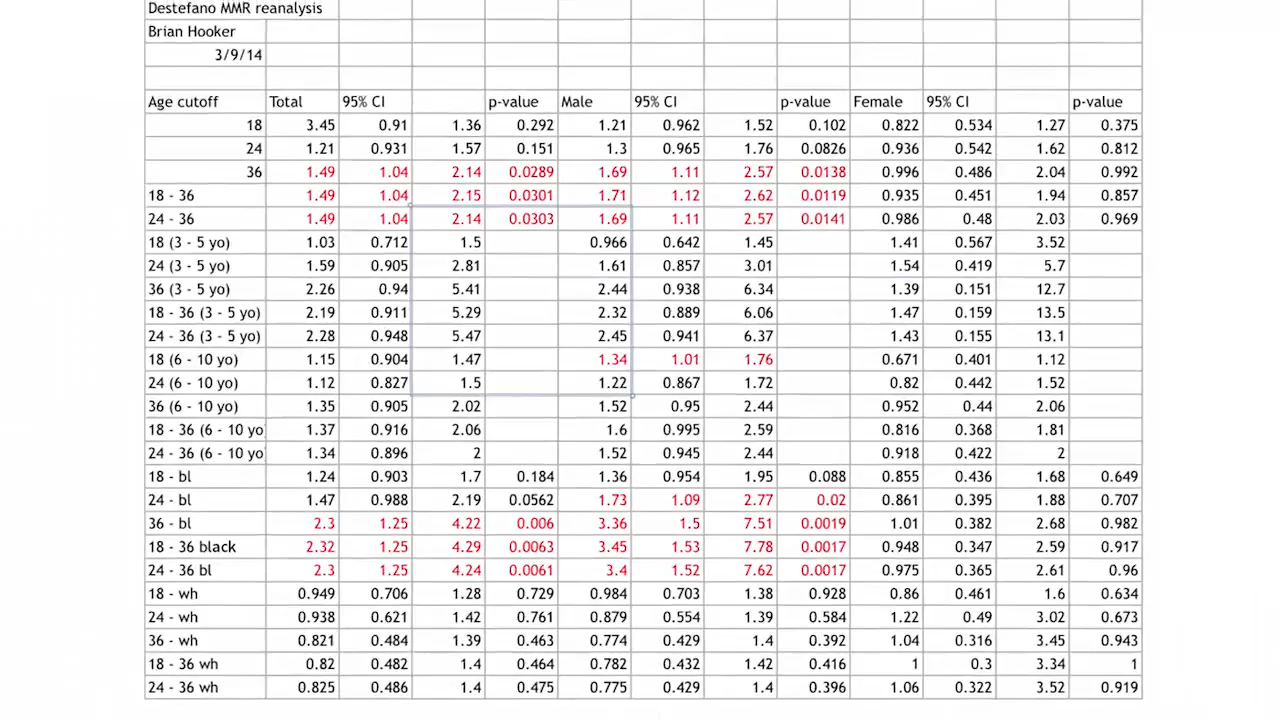 Destefano MMR reanalysis
Brian Hooker
3/9/14
Age cutoff Total 95% CI p-value Male 95% CI p-value Female 95% CI p-value
18 3.45 0.91 1.36 0.292 1.21 0.962 1.52 0.102 0.822 0.534 1.27 0.375
24 1.21 0.931 1.57 0.151 1.3 0.965 1.76 0.0826 0.936 0.542 1.62 0.812
36 1.49 1.04 2.14 0.0289 1.69 1.11 2.57 0.0138 0.996 0.486 2.04 0.992
18 - 36 1.49 1.04 2.15 0.0301 1.71 1.12 2.62 0.0119 0.935 0.451 1.94 0.857
24 - 36 1.49 1.04 2.14 0.0303 1.69 1.11 2.57 0.0141 0.986 0.48 2.03 0.969
18 (3 - 5 yo) 1.03 0.712 1.5 0.966 0.642 1.45 1.41 0.567 3.52
24 (3 - 5 yo) 1.59 0.905 2.81 1.61 0.857 3.01 1.54 0.419 5.7
36 (3 - 5 yo) 2.26 0.94 5.41 2.44 0.938 6.34 1.39 0.151 12.7
18 - 36 (3 - 5 yo) 2.19 0.911 5.29 2.32 0.889 6.06 1.47 0.159 13.5
24 - 36 (3 - 5 yo) 2.28 0.948 5.47 2.45 0.941 6.37 1.43 0.155 13.1
18 (6 - 10 yo) 1.15 0.904 1.47 1.34 1.01 1.76 0.671 0.401 1.12
24 (6 - 10 yo) 1.12 0.827 1.5 1.22 0.867 1.72 0.82 0.442 1.52
36 (6 - 10 yo) 1.35 0.905 2.02 1.52 0.95 2.44 0.952 0.44 2.06
18 - 36 (6 - 10 yo 1.37 0.916 2.06 1.6 0.995 2.59 0.816 0.368 1.81
24 - 36 (6 - 10 yo 1.34 0.896 2 1.52 0.945 2.44 0.918 0.422 2
18 - bl 1.24 0.903 1.7 0.184 1.36 0.954 1.95 0.088 0.855 0.436 1.68 0.649
24 - bl 1.47 0.988 2.19 0.0562 1.73 1.09 2.77 0.02 0.861 0.395 1.88 0.707
36 - bl 2.3 1.25 4.22 0.006 3.36 1.5 7.51 0.0019 1.01 0.382 2.68 0.982
18 - 36 black 2.32 1.25 4.29 0.0063 3.45 1.53 7.78 0.0017 0.948 0.347 2.59 0.917
24 - 36 bl 2.3 1.25 4.24 0.0061 3.4 1.52 7.62 0.0017 0.975 0.365 2.61 0.96
18 - wh 0.949 0.706 1.28 0.729 0.984 0.703 1.38 0.928 0.86 0.461 1.6 0.634
24 - wh 0.938 0.621 1.42 0.761 0.879 0.554 1.39 0.584 1.22 0.49 3.02 0.673
36 - wh 0.821 0.484 1.39 0.463 0.774 0.429 1.4 0.392 1.04 0.316 3.45 0.943
18 - 36 wh 0.82 0.482 1.4 0.464 0.782 0.432 1.42 0.416 1 0.3 3.34 1
24 - 36 wh 0.825 0.486 1.4 0.475 0.775 0.429 1.4 0.396 1.06 0.322 3.52 0.919